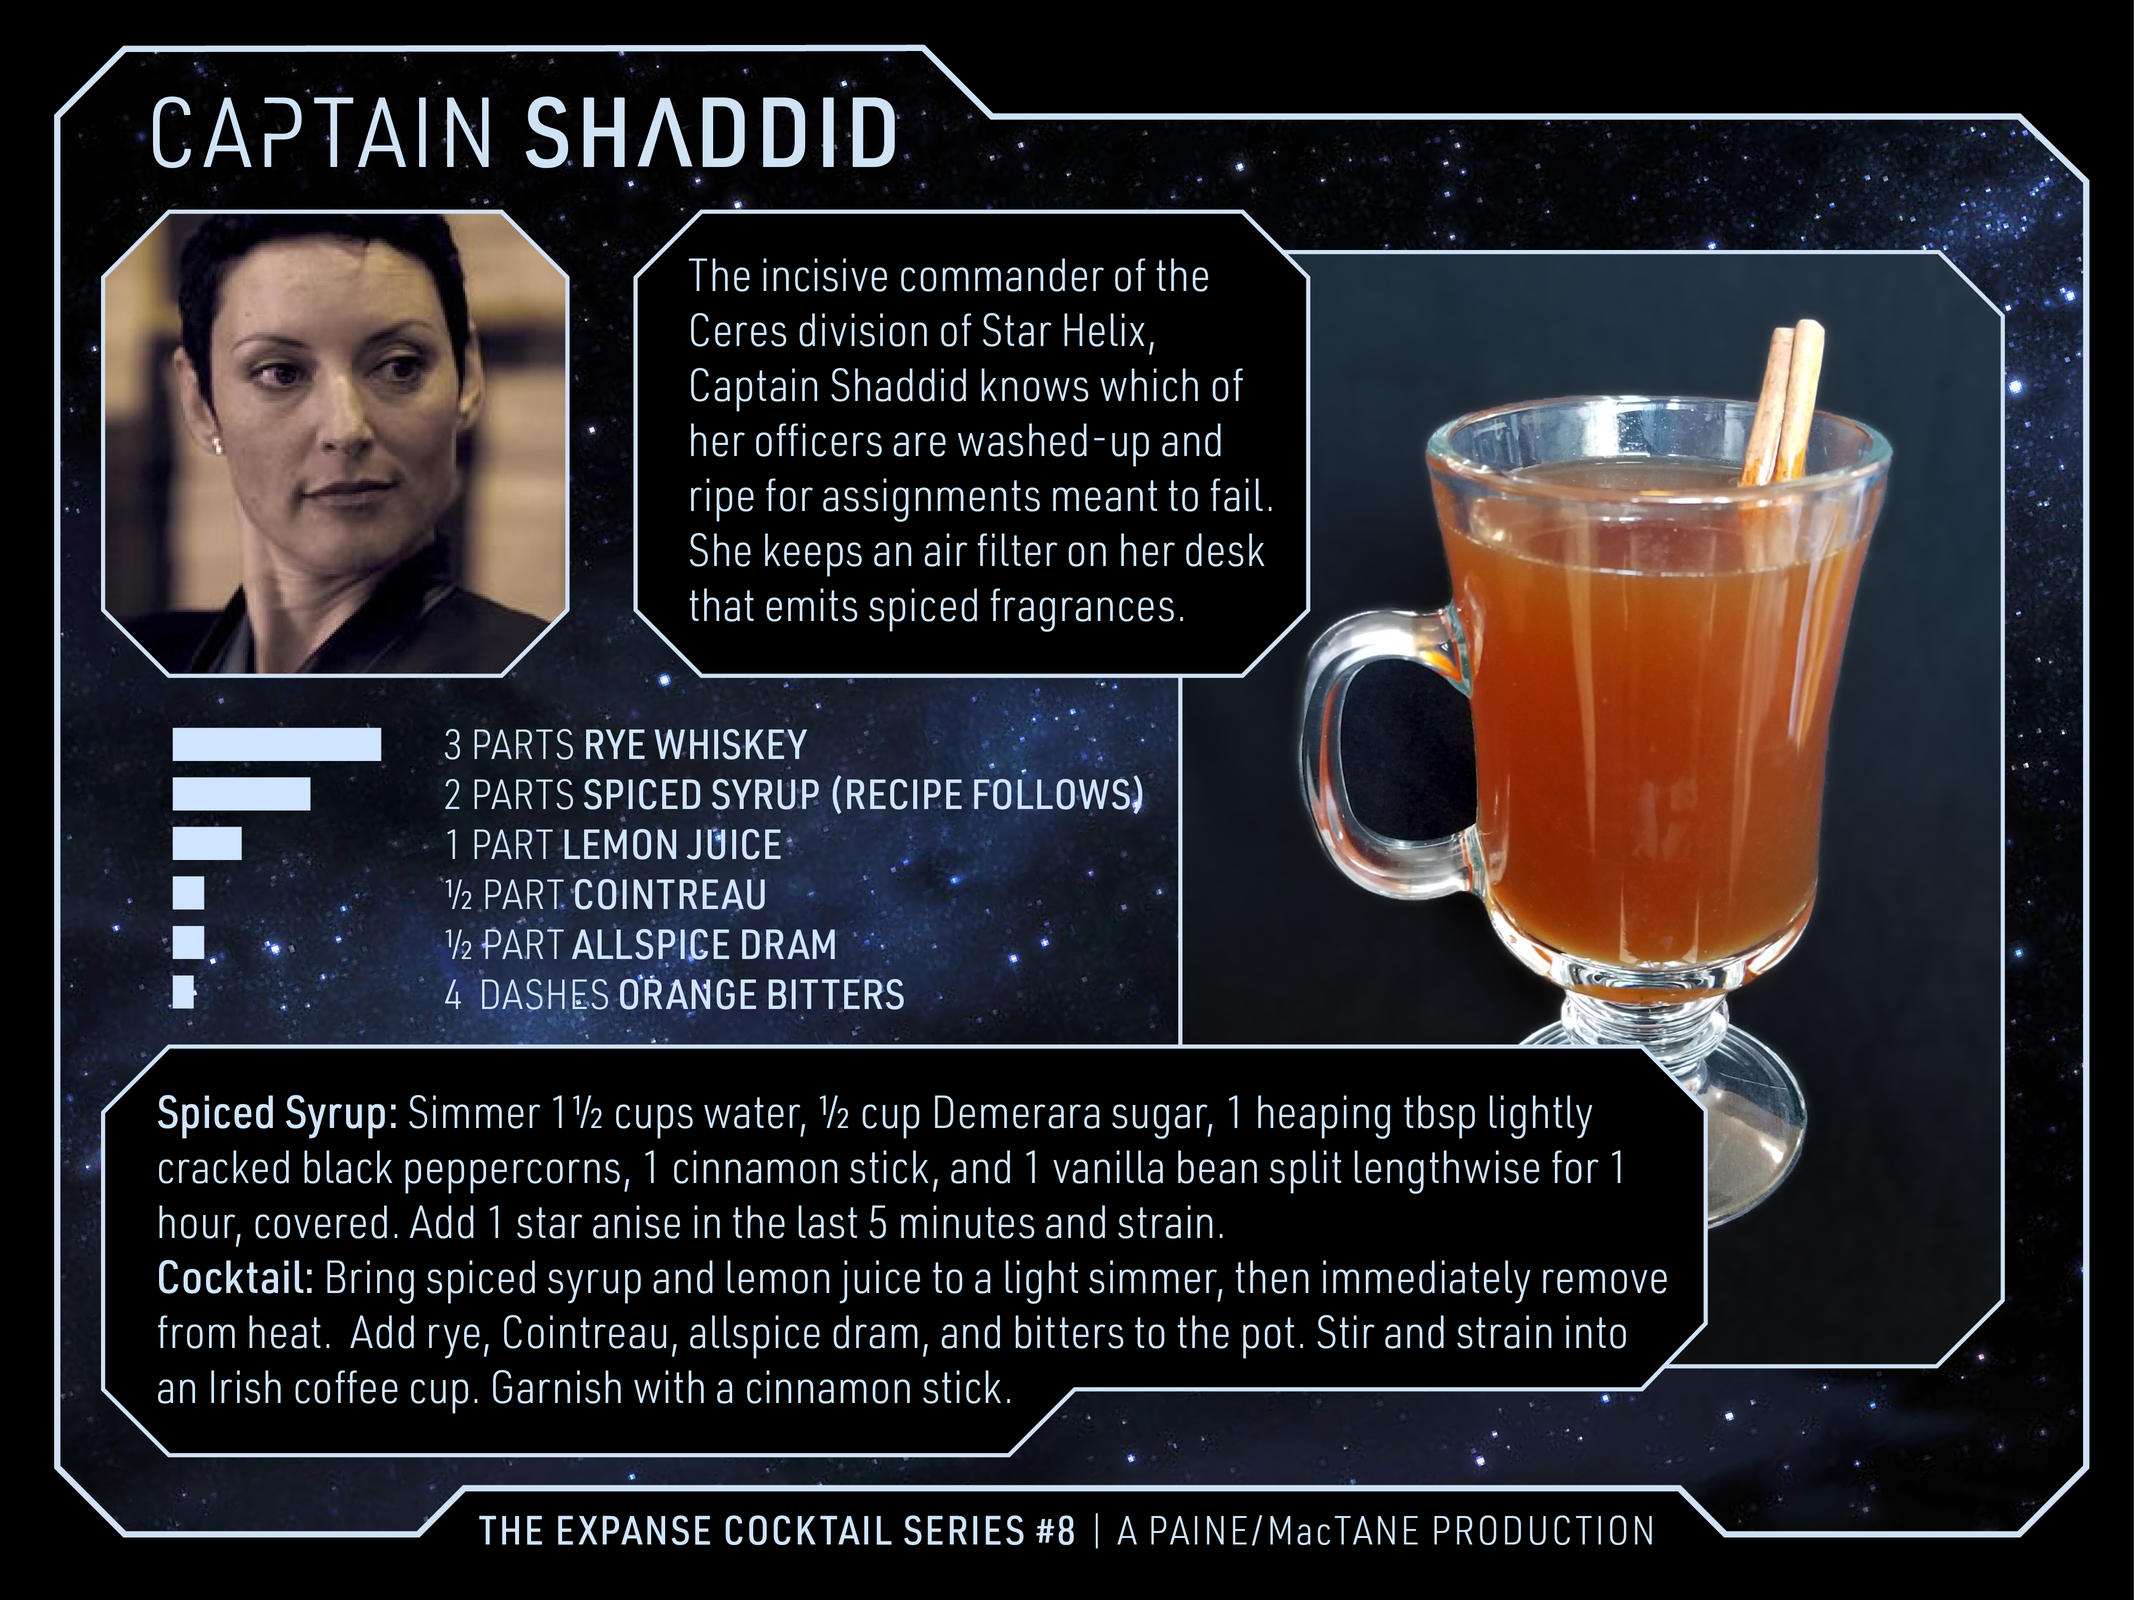 CAPTAIN SHADDID
The incisive commander of the
Ceres division of Star Helix,
Captain Shaddid knows which of
her officers are washed-up and
ripe for assignments meant to fail.
She keeps an air filter on her desk
that emits spiced fragrances.
3 PARTS RYE WHISKEY
2 PARTS SPICED SYRUP (RECIPE FOLLOWS)
1 PART LEMON JUICE
½ PART COINTREAU
½ PART ALLSPICE DRAM
4 DASHES ORANGE BITTERS
Spiced Syrup: Simmer 1½ cups water, ½ cup Demerara sugar, 1 heaping tbsp lightly
cracked black peppercorns, 1 cinnamon stick, and 1 vanilla bean split lengthwise for 1
hour, covered. Add 1 star anise in the last 5 minutes and strain.
Cocktail: Bring spiced syrup and lemon juice to a light simmer, then immediately remove
from heat.  Add rye, Cointreau, allspice dram, and bitters to the pot. Stir and strain into
an Irish coffee cup. Garnish with a cinnamon stick.
THE EXPANSE COCKTAIL SERIES #8 | A PAINE/MacTANE PRODUCTION